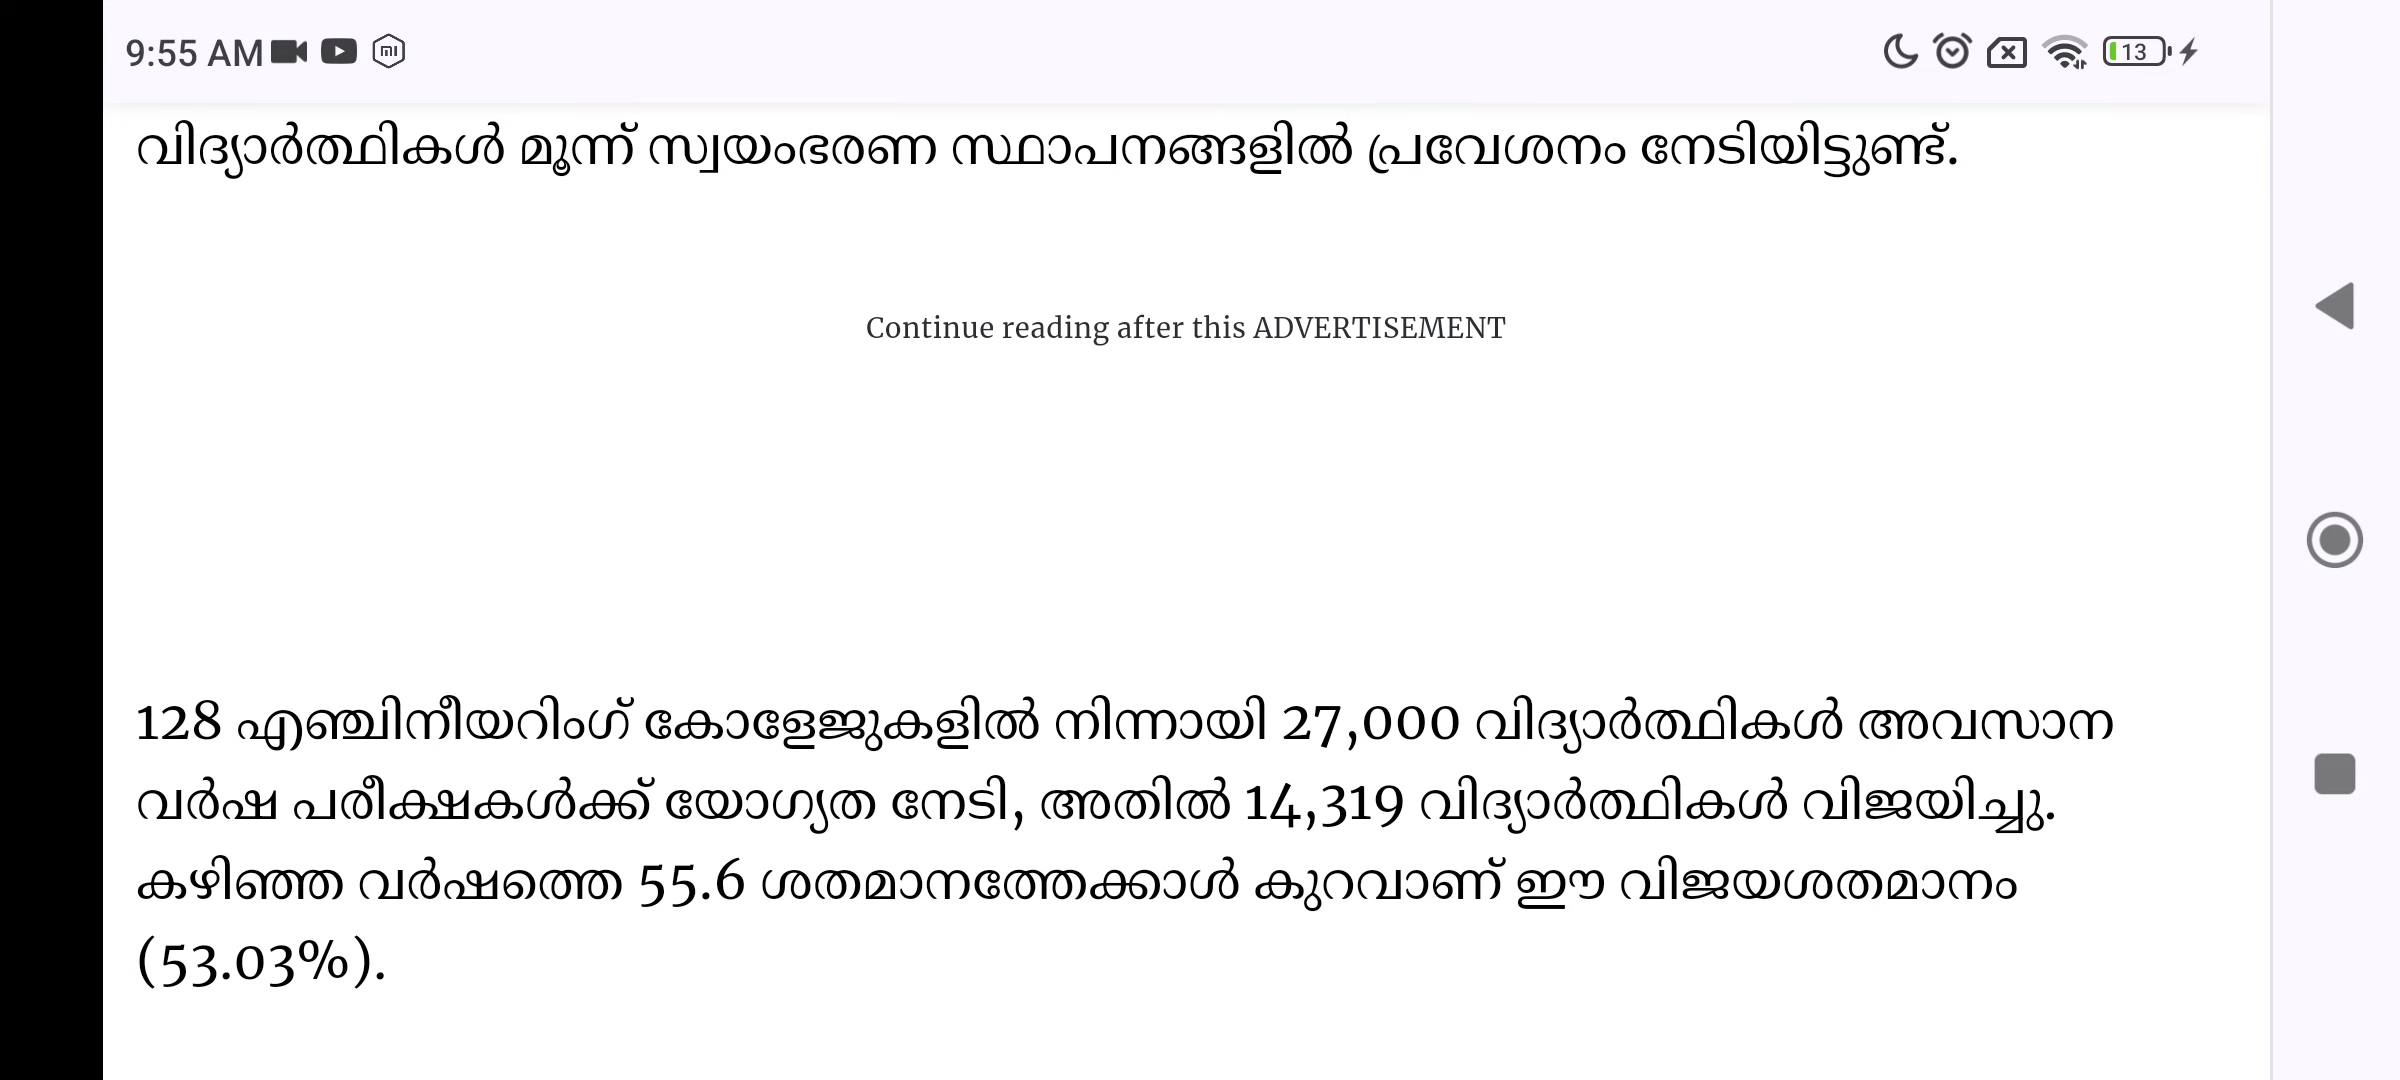 9:55 AM
13
വിദ്യാർത്ഥികൾ മൂന്ന് സ്വയംഭരണ സ്ഥാപനങ്ങളിൽ പ്രവേശനം നേടിയിട്ടുണ്ട്.
Continue reading after this ADVERTISEMENT
128 എഞ്ചിനീയറിംഗ് കോളേജുകളിൽ നിന്നായി 27,000 വിദ്യാർത്ഥികൾ അവസാന
വർഷ പരീക്ഷകൾക്ക് യോഗ്യത നേടി, അതിൽ 14,319 വിദ്യാർത്ഥികൾ വിജയിച്ചു.
കഴിഞ്ഞ വർഷത്തെ 55.6 ശതമാനത്തേക്കാൾ കുറവാണ് ഈ വിജയശതമാനം
(53.03%).